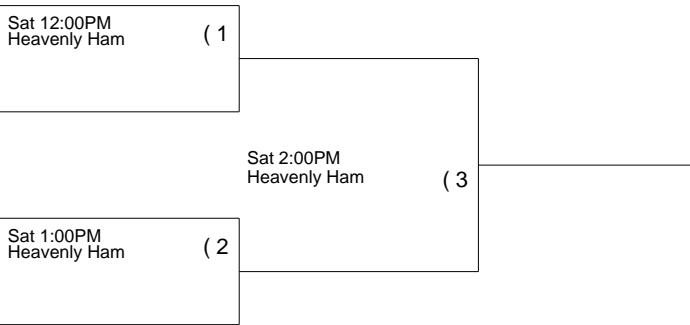 Sat 12:00PM
Heavenly Ham
( 1
Sat 2:00PM
Heavenly Ham
( 3
Sat 1:00PM
Heavenly Ham
( 2